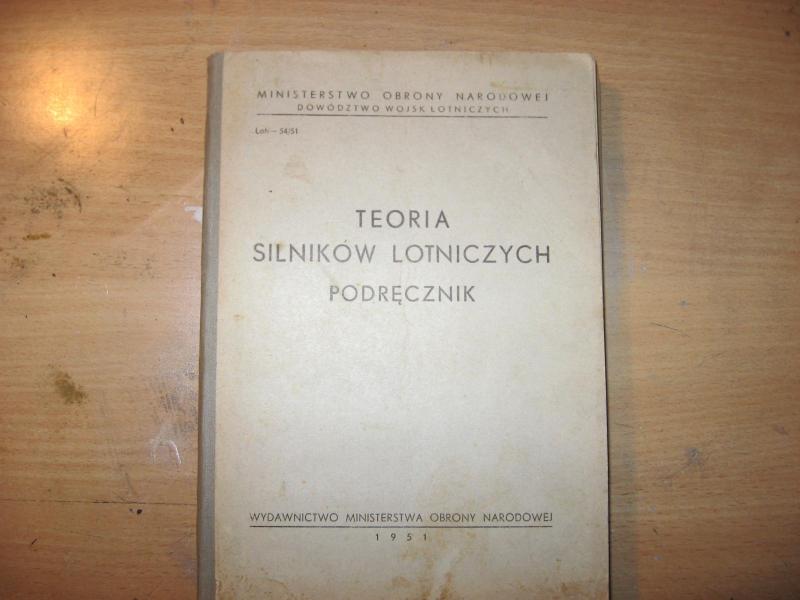 MINISTERSTWO OBRONY NARODOWEJ
DOWÓDZTWO WOJSK LOTNICZYCH
Lotn — 54/51
TEORIA
SILNIKÓW LOTNICZYCH
PODRĘCZNIK
WYDAWNICTWO MINISTERSTWA OBRONY NARODOWEJ
1951